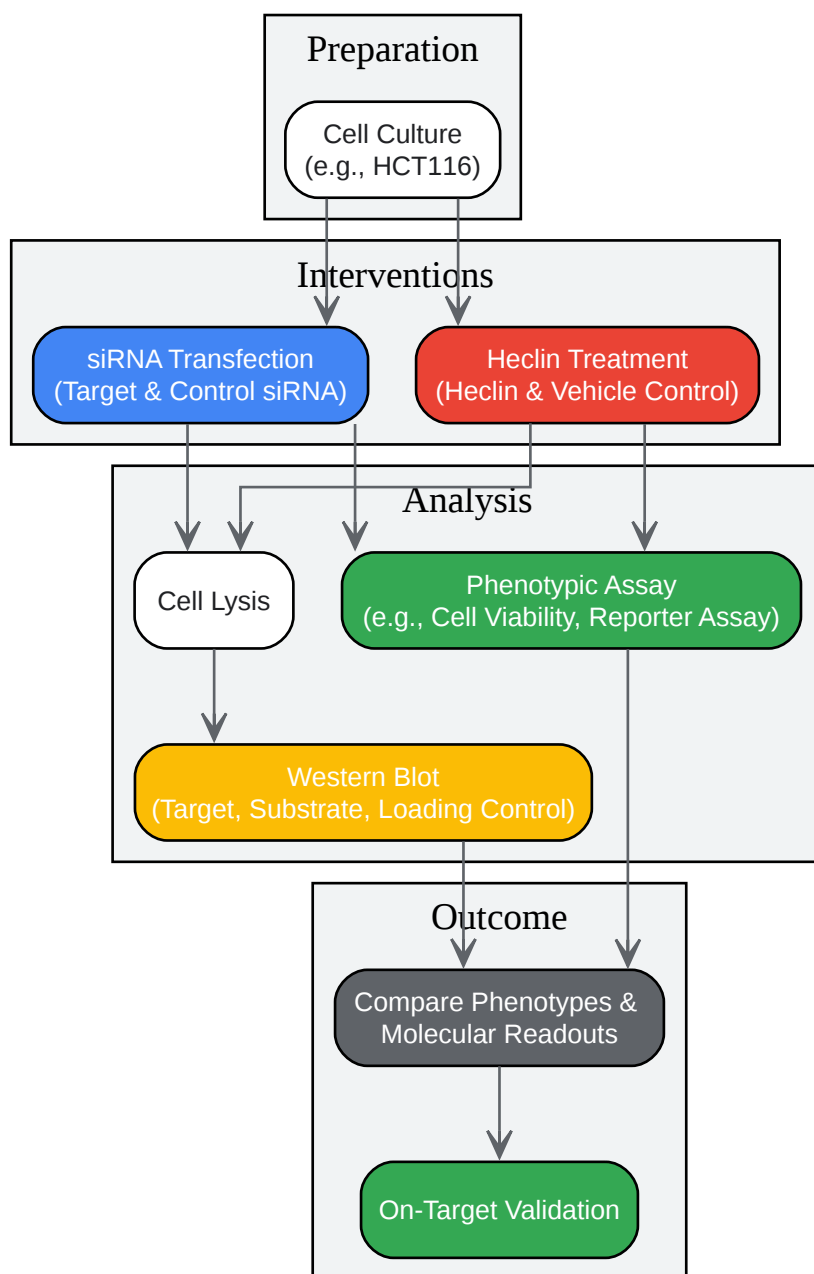 Preparation
Cell Culture
(e.g., HCT116)
Interventions
siRNA Transfection
(Target & Control siRNA)
Heclin Treatment
(Heclin & Vehicle Control)
Analysis
Cell Lysis
Phenotypic Assay
(e.g., Cell Viability, Reporter Assay)
Western Blot
(Target, Substrate, Loading Control)
Outcome
Compare Phenotypes &
Molecular Readouts
On-Target Validation